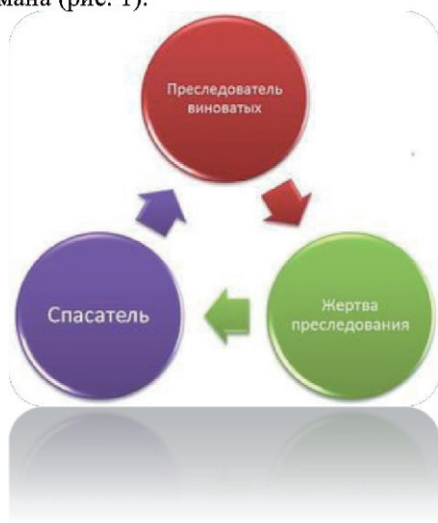 мана (рис. 1).
Преследователь
виноватых
Спасатель
Жертва
преследования